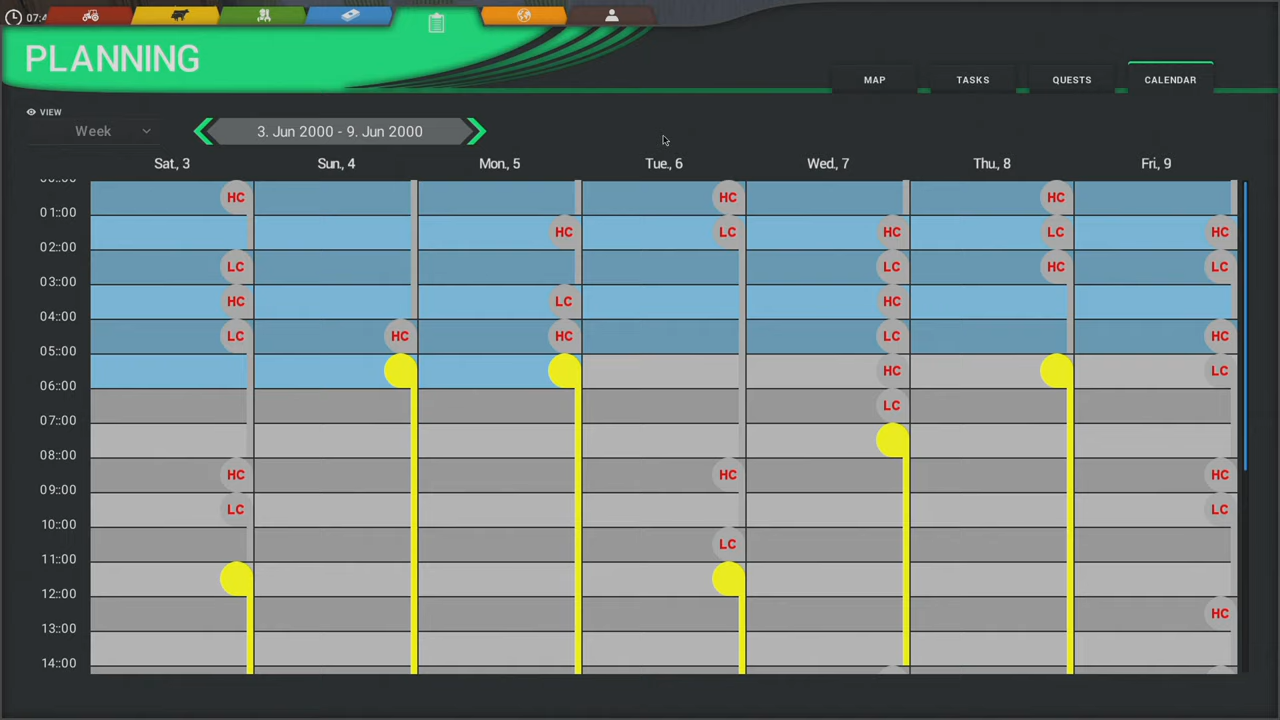 07:4
PLANNING
MAP
TASKS
QUESTS
CALENDAR
VIEW
Week
3. Jun 2000 - 9. Jun 2000
Sat., 3
Sun., 4
Mon., 5
Tue., 6
Wed., 7
Thu., 8
Fri., 9
HC HC HC
01::00
HC LC HC LC HC
02::00
LC LC HC LC
03::00
HC LC HC
04::00
LC HC HC LC HC
05::00
HC LC
06::00
LC
07::00
08::00
HC HC HC
09::00
LC LC
10::00
LC
11::00
12::00
HC
13::00
14::00